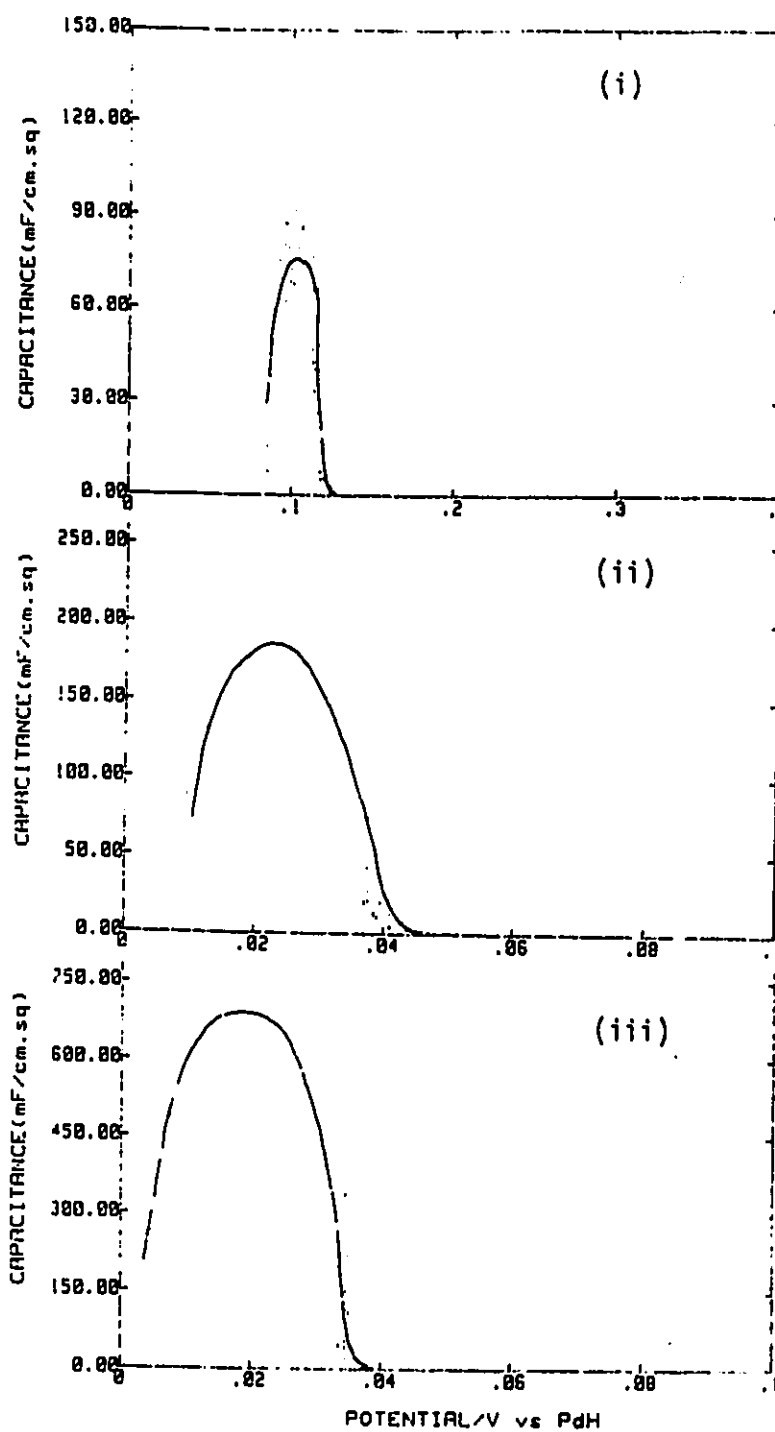 150.00
120.00
90.00
60.00
30.00
0.00
CAPACITANCE(mF/cm.sq)
(i)
0 .1 .2 .3
250.00
200.00
150.00
100.00
50.00
0.00
CAPACITANCE(mF/cm.sq)
(ii)
0 .02 .04 .06 .08
750.00
600.00
450.00
300.00
150.00
0.00
CAPACITANCE(mF/cm.sq)
(iii)
0 .02 .04 .06 .08
POTENTIAL/V vs PdH